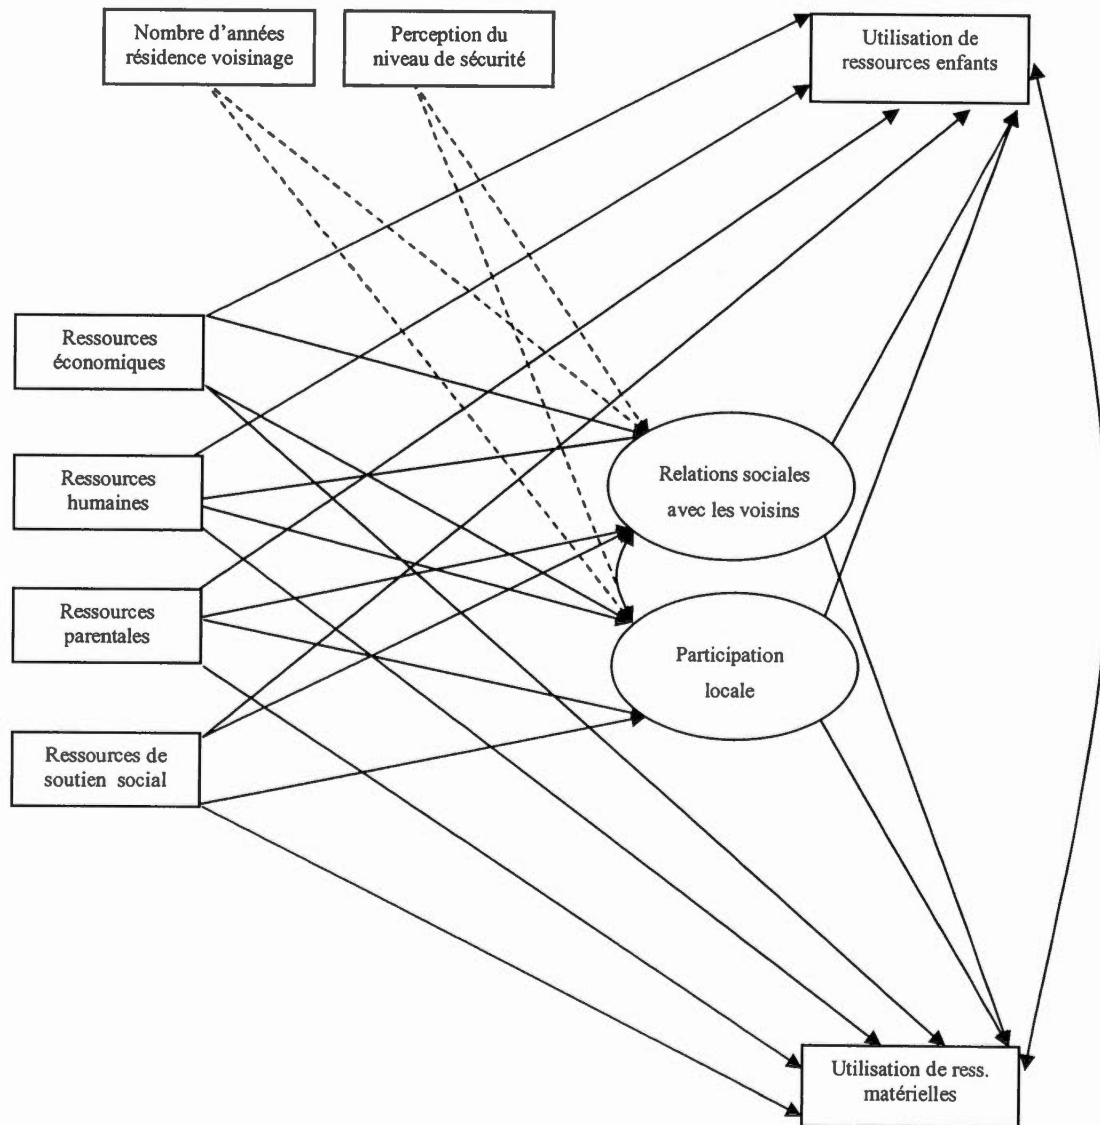 Nombre d'années
résidence voisinage
Perception du
niveau de sécurité
Utilisation de
ressources enfants
Ressources
économiques
Ressources
humaines
Relations sociales
avec les voisins
Ressources
parentales
Participation
locale
Ressources de
soutien social
Utilisation de ress.
matérielles